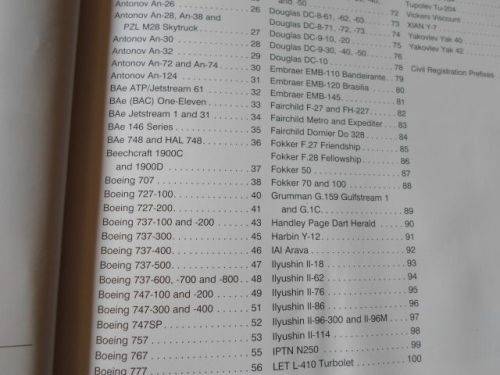 Antonov An-26 . . . . . . . . . . . . . . 26
Antonov An-28, An-38 and
PZL M28 Skytruck . . . . . . . . . . 27
Antonov An-30 . . . . . . . . . . . . . . 28
Antonov An-32 . . . . . . . . . . . . . . 29
Antonov An-72 and An-74 . . . . . 30
Antonov An-124 . . . . . . . . . . . . . 31
BAe ATP/Jetstream 61 . . . . . . . . 32
BAe (BAC) One-Eleven . . . . . . . . 33
BAe Jetstream 1 and 31 . . . . . . . 34
BAe 146 Series . . . . . . . . . . . . . . 35
BAe 748 and HAL 748 . . . . . . . . . 36
Beechcraft 1900C
and 1900D . . . . . . . . . . . . . . . 37
Boeing 707 . . . . . . . . . . . . . . . . . 38
Boeing 727-100 . . . . . . . . . . . . . 40
Boeing 727-200 . . . . . . . . . . . . . 41
Boeing 737-100 and -200 . . . . . . 43
Boeing 737-300 . . . . . . . . . . . . . 45
Boeing 737-400 . . . . . . . . . . . . . 46
Boeing 737-500 . . . . . . . . . . . . . 47
Boeing 737-600, -700 and -800 . . 48
Boeing 747-100 and -200 . . . . . . 49
Boeing 747-300 and -400 . . . . . . 51
Boeing 747SP . . . . . . . . . . . . . . 52
Boeing 757 . . . . . . . . . . . . . . . . 53
Boeing 767 . . . . . . . . . . . . . . . . 55
Boeing 777 . . . . . . . . . . . . . . . . 56
and -50 . . . . . . . . . . . . . . . . . 72
Douglas DC-8-61, -62, -63 . . . . . 73
Douglas DC-8-71, -72, -73 . . . . . 74
Douglas DC-9-10, -20 . . . . . . . . . 75
Douglas DC-9-30, -40, -50 . . . . . 76
Douglas DC-10 . . . . . . . . . . . . . . 78
Embraer EMB-110 Bandeirante . . 79
Embraer EMB-120 Brasilia . . . . . 80
Embraer EMB-145 . . . . . . . . . . . 81
Fairchild F-27 and FH-227 . . . . . . 82
Fairchild Metro and Expediter . . . 83
Fairchild Dornier Do 328 . . . . . . . 84
Fokker F.27 Friendship . . . . . . . . 85
Fokker F.28 Fellowship . . . . . . . . 86
Fokker 50 . . . . . . . . . . . . . . . . . . 87
Fokker 70 and 100 . . . . . . . . . . . 88
Grumman G.159 Gulfstream 1
and G.1C . . . . . . . . . . . . . . . . . 89
Handley Page Dart Herald . . . . . 90
Harbin Y-12 . . . . . . . . . . . . . . . . 91
IAI Arava . . . . . . . . . . . . . . . . . . 92
Ilyushin Il-18 . . . . . . . . . . . . . . . 93
Ilyushin Il-62 . . . . . . . . . . . . . . . 94
Ilyushin Il-76 . . . . . . . . . . . . . . . 95
Ilyushin Il-86 . . . . . . . . . . . . . . . 96
Ilyushin Il-96-300 and Il-96M . . . . 97
Ilyushin Il-114 . . . . . . . . . . . . . . 98
IPTN N250 . . . . . . . . . . . . . . . . . 99
LET L-410 Turbolet . . . . . . . . . . . 100
Tupolev Tu-204
Vickers Viscount
XIAN Y-7
Yakovlev Yak 40
Yakovlev Yak 42
Civil Registration Prefixes